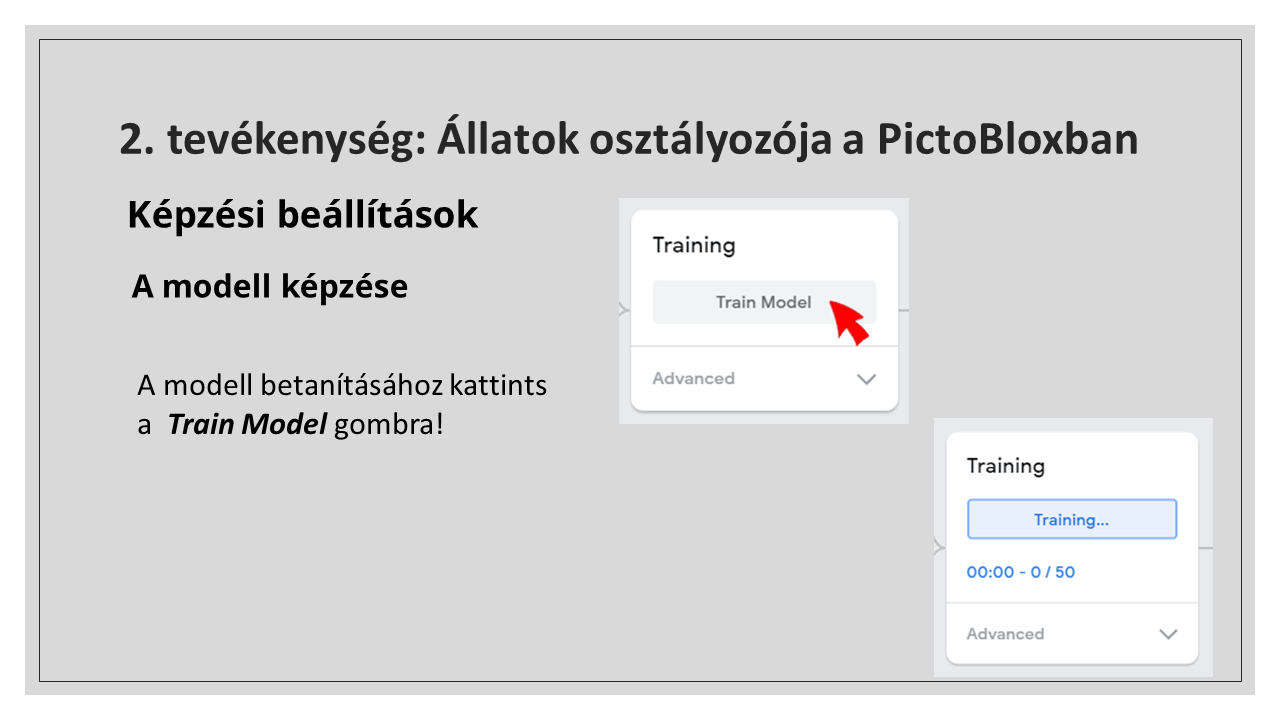 2. tevékenység: Állatok osztályozója a PictoBloxban
Képzési beállítások
A modell képzése
A modell betanításához kattints
a Train Model gombra!
Training
Train Model
Advanced
Training
Training...
00:00 - 0 / 50
Advanced